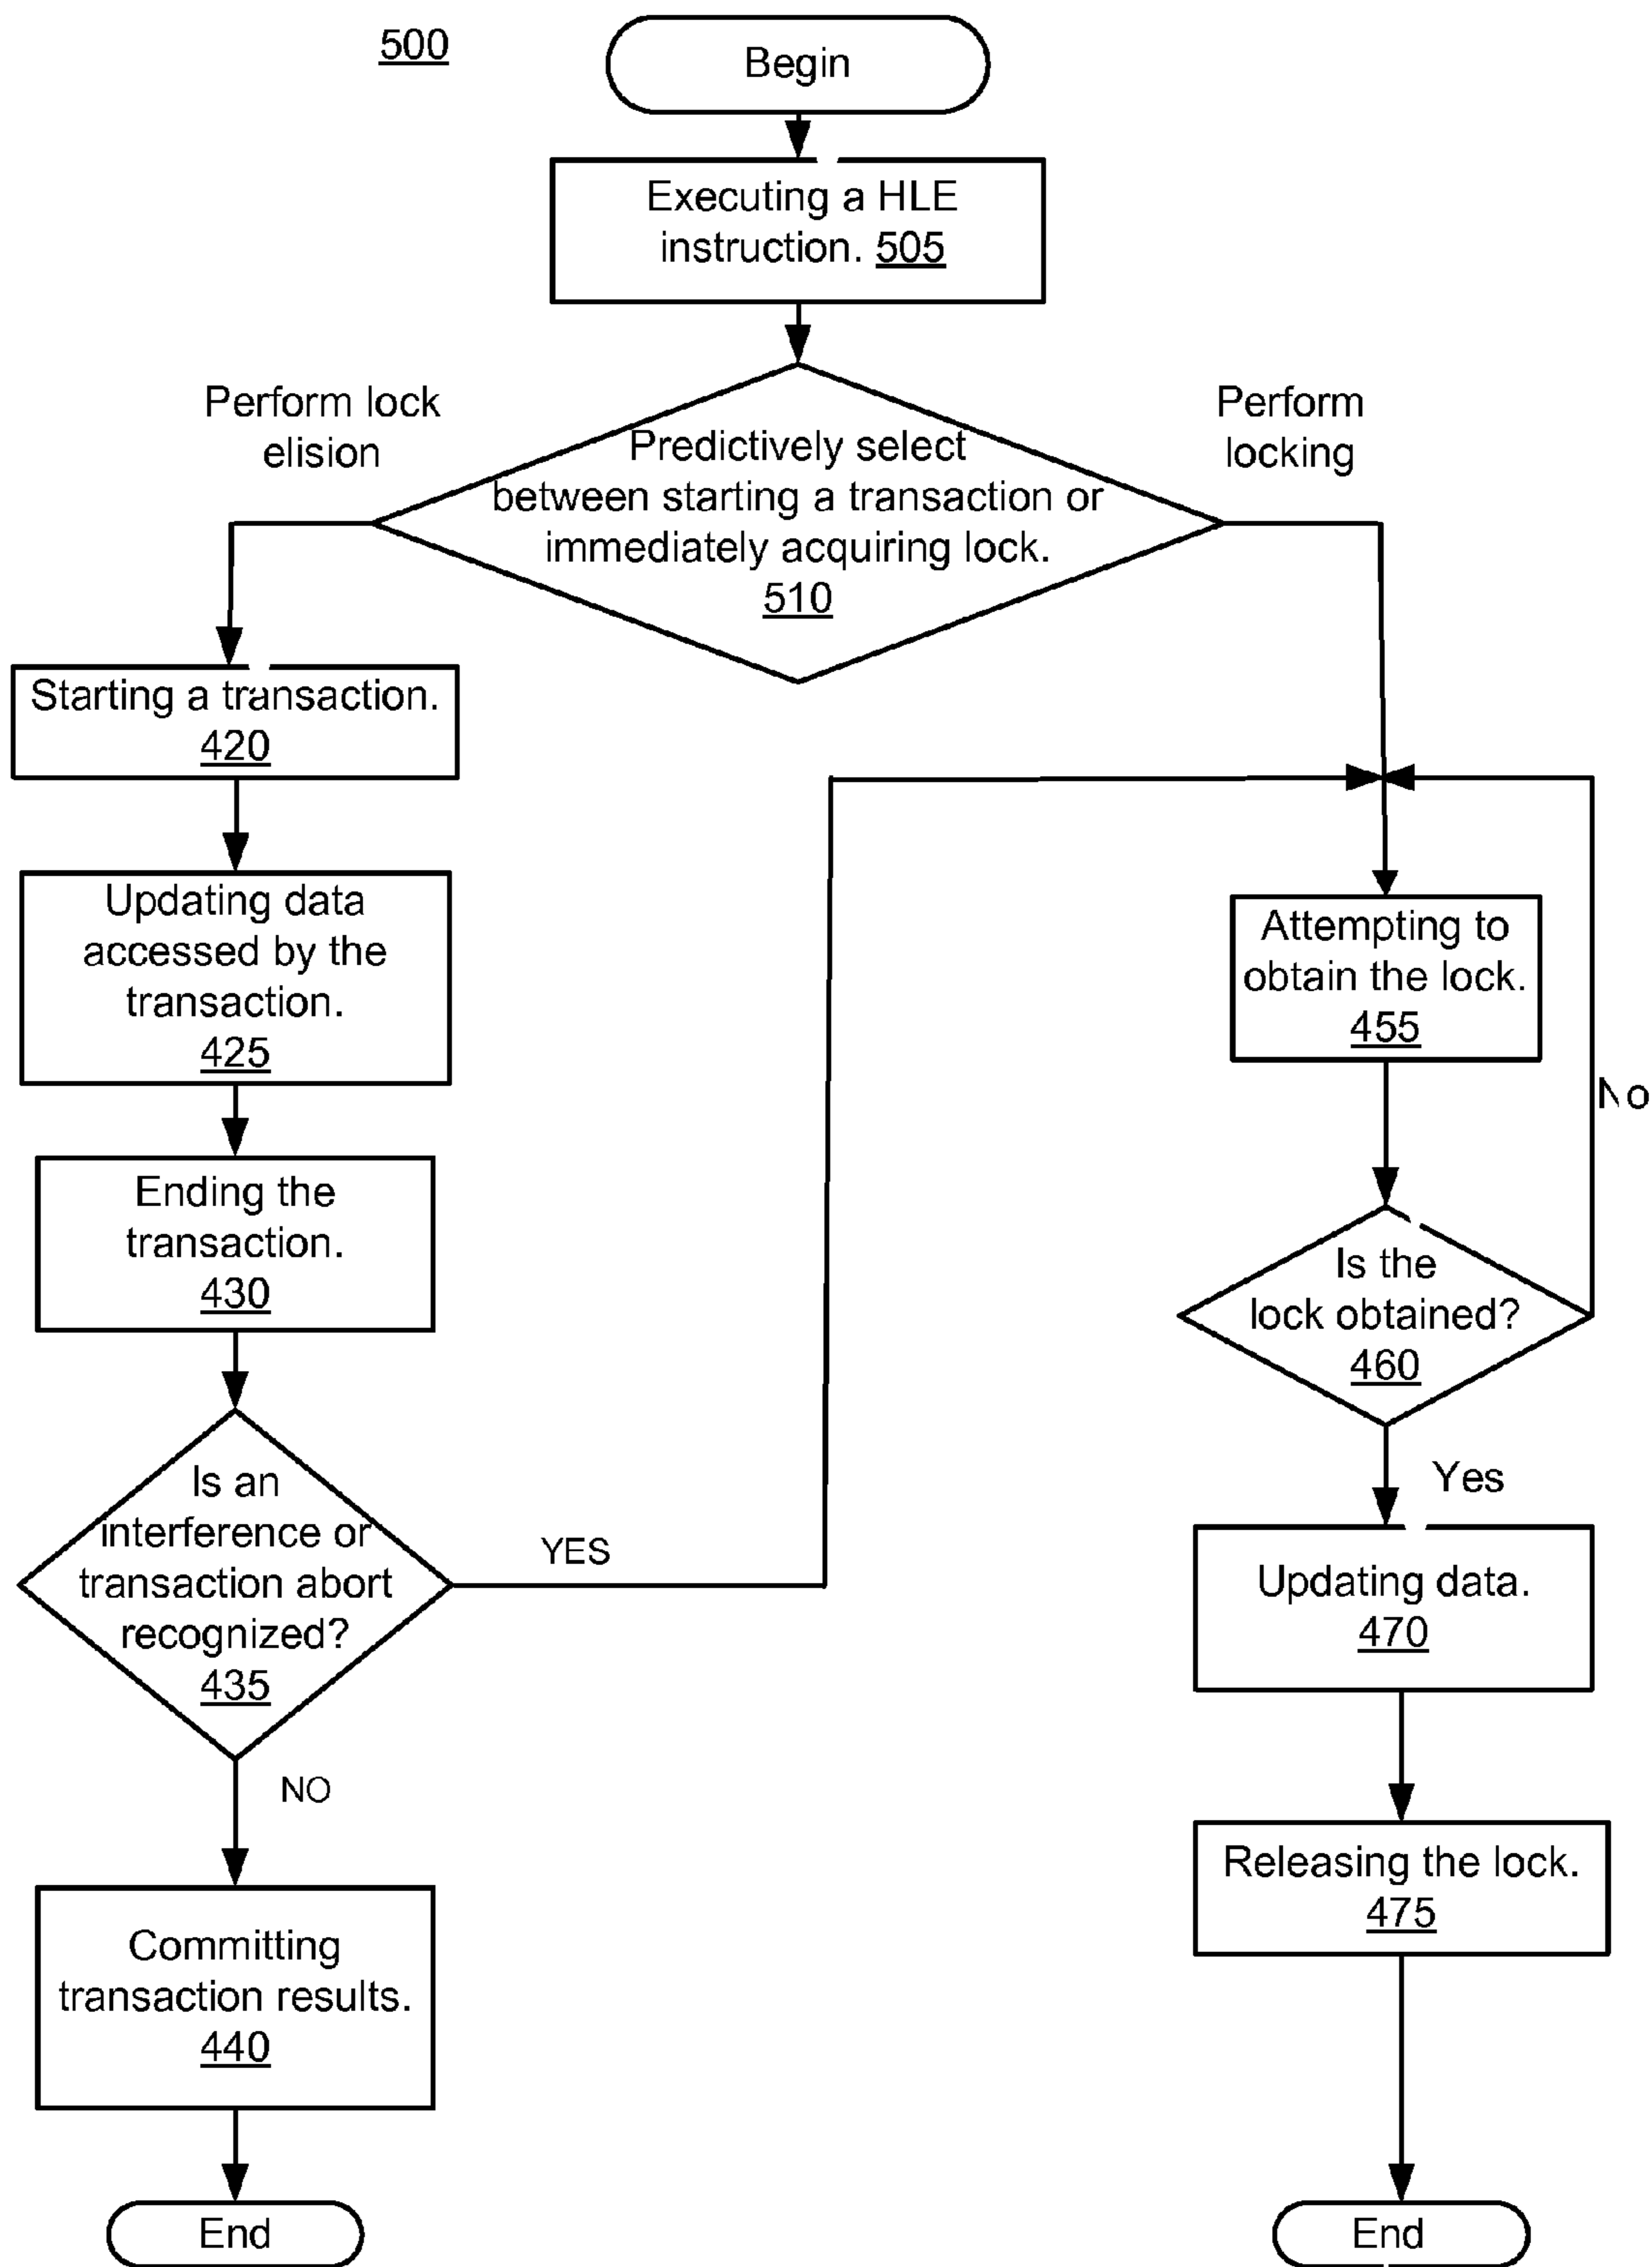 500
Begin
Executing a HLE
instruction. 505
Perform lock
elision
Predictively select
between starting a transaction or
immediately acquiring lock.
510
Perform
locking
Starting a transaction.
420
Updating data
accessed by the
transaction.
425
Ending the
transaction.
430
Is an
interference or
transaction abort
recognized?
435
YES
NO
Committing
transaction results.
440
End
Attempting to
obtain the lock.
455
No
Is the
lock obtained?
460
Yes
Updating data.
470
Releasing the lock.
475
End